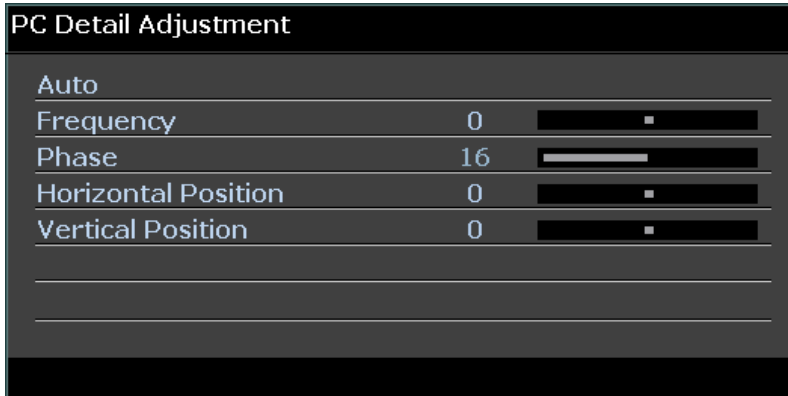 PC Detail Adjustment
Auto
Frequency 0
Phase 16
Horizontal Position 0
Vertical Position 0